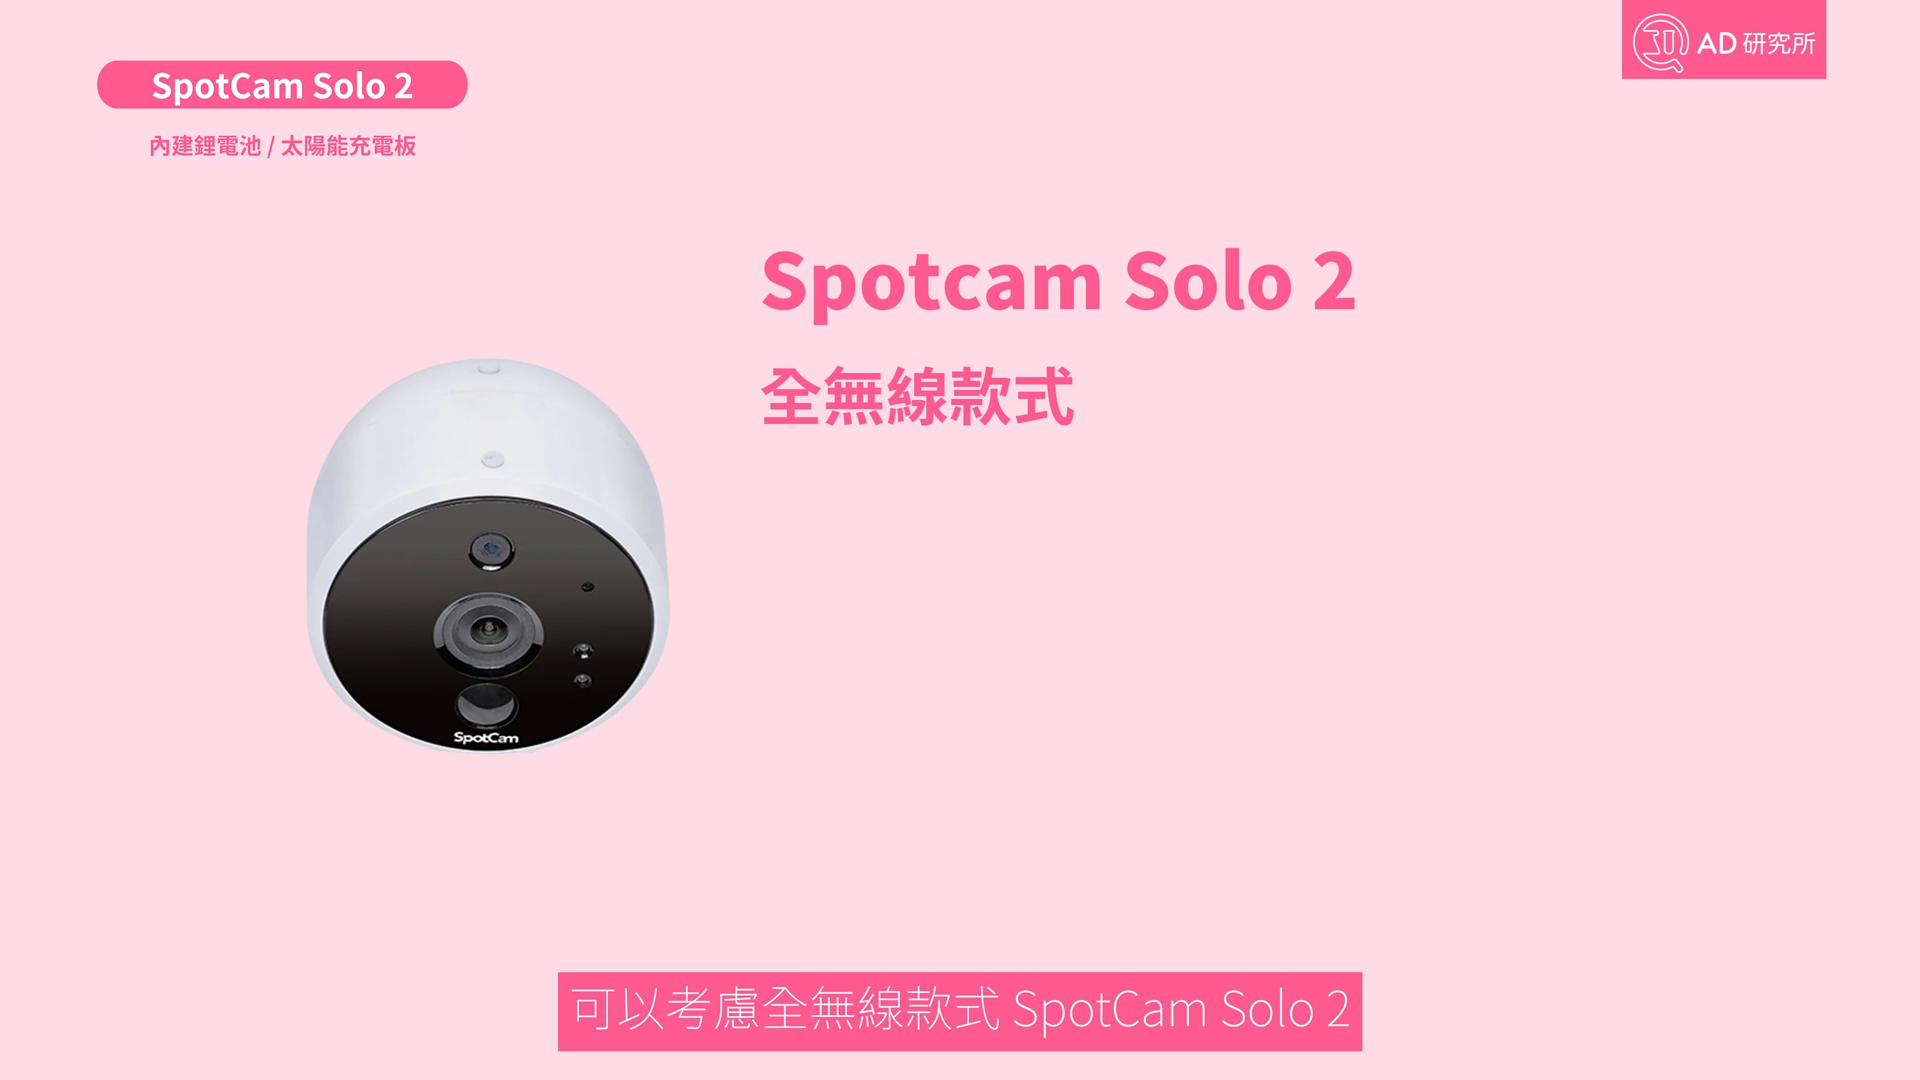 AD 研究所
SpotCam Solo 2
內建鋰電池 / 太陽能充電板
Spotcam Solo 2
全無線款式
SpotCam
可以考慮全無線款式 SpotCam Solo 2